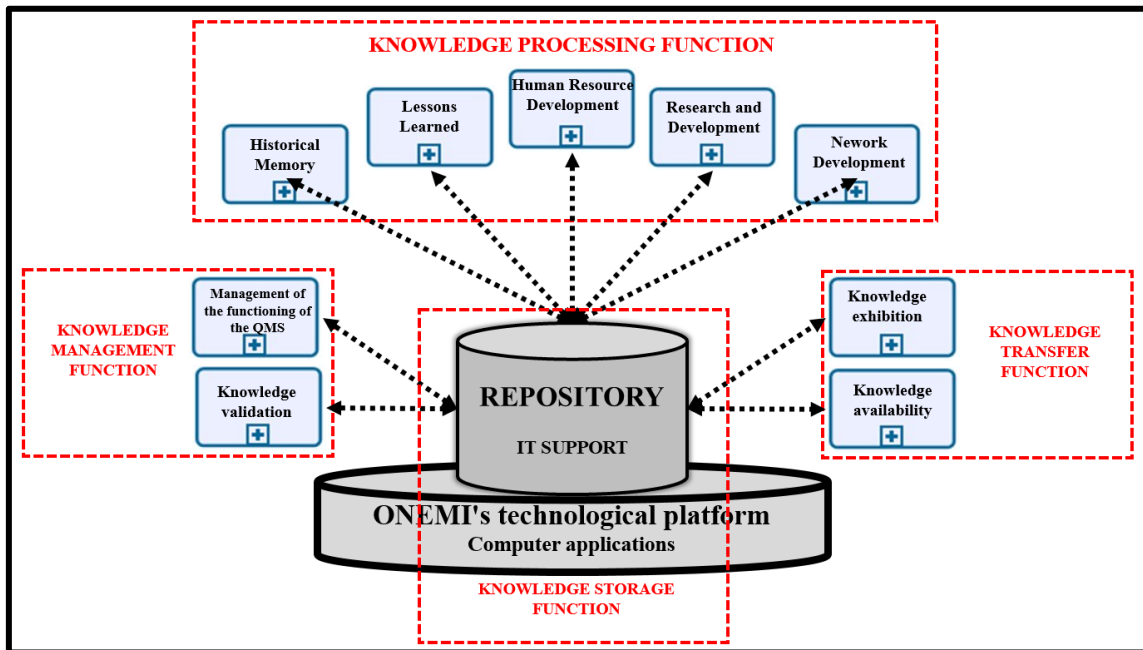 KNOWLEDGE PROCESSING FUNCTION
Historical
Memory
Lessons
Learned
Human Resource
Development
Research and
Development
Nework
Development
KNOWLEDGE
MANAGEMENT
FUNCTION
Management of
the functioning of
the QMS
Knowledge
validation
REPOSITORY
IT SUPPORT
ONEMI's technological platform
Computer applications
KNOWLEDGE STORAGE
FUNCTION
Knowledge
exhibition
Knowledge
availability
KNOWLEDGE
TRANSFER
FUNCTION